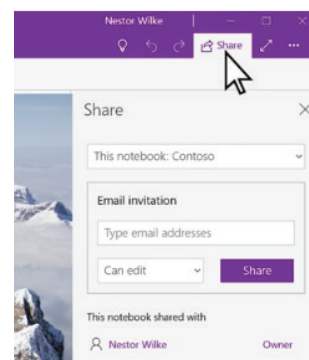 Nestor Wilke
Share
Share
This notebook: Contoso
Email invitation
Type email addresses
Can edit
Share
This notebook shared with
Nestor Wilke
Owner